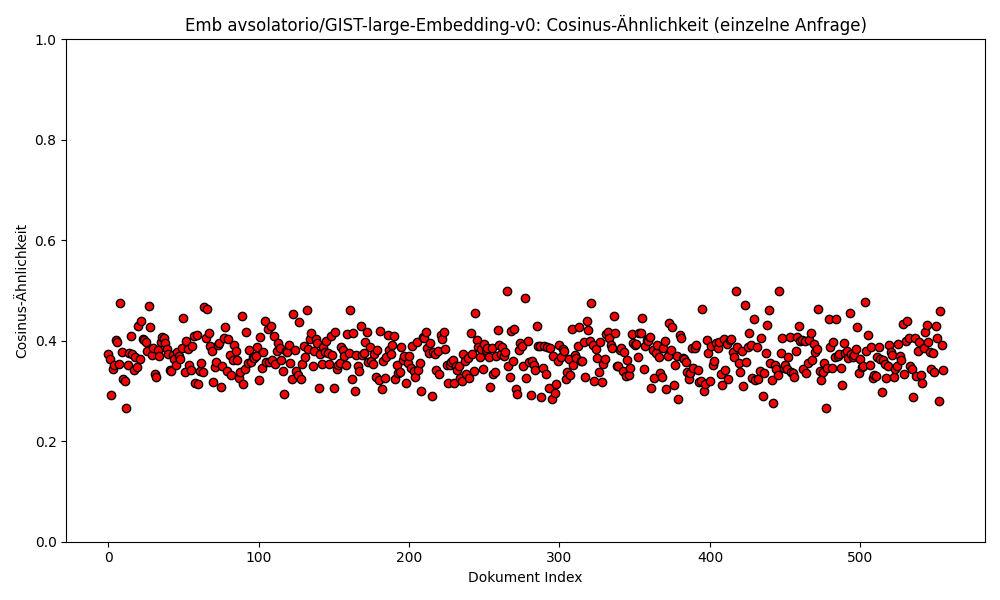 Emb avsolatorio/GIST-large-Embedding-v0: Cosinus-Ähnlichkeit (einzelne Anfrage)
1.0
0.8
0.6
0.4
0.2
0.0
Cosinus-Ähnlichkeit
0 100 200 300 400 500
Dokument Index